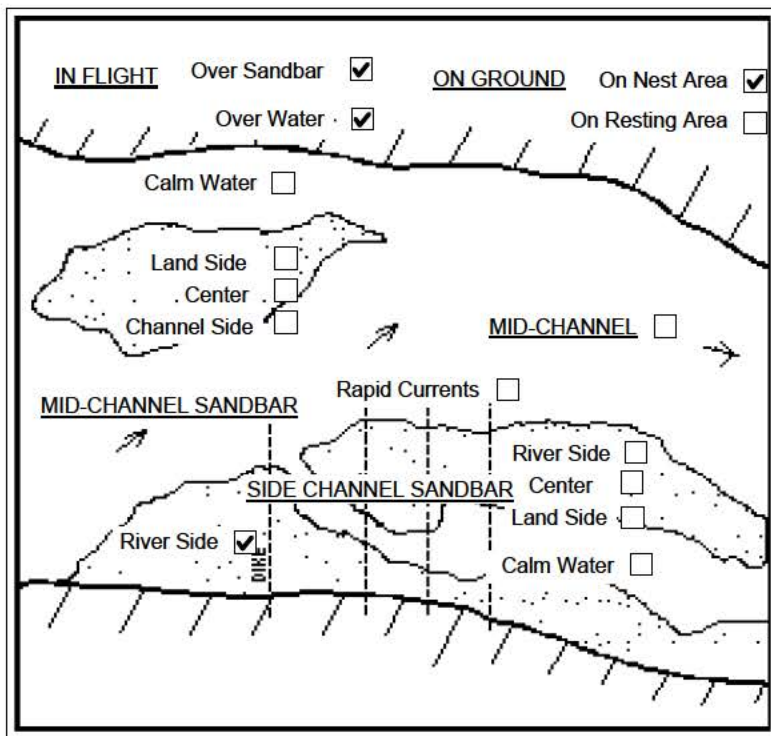 IN FLIGHT Over Sandbar ☑ ON GROUND On Nest Area ☑
Over Water ☑ On Resting Area ☐
Calm Water ☐
Land Side ☐
Center ☐
Channel Side ☐
MID-CHANNEL ☐
Rapid Currents ☐
MID-CHANNEL SANDBAR
River Side ☐
SIDE CHANNEL SANDBAR Center ☐
Land Side ☐
River Side ☑
DIKE
Calm Water ☐